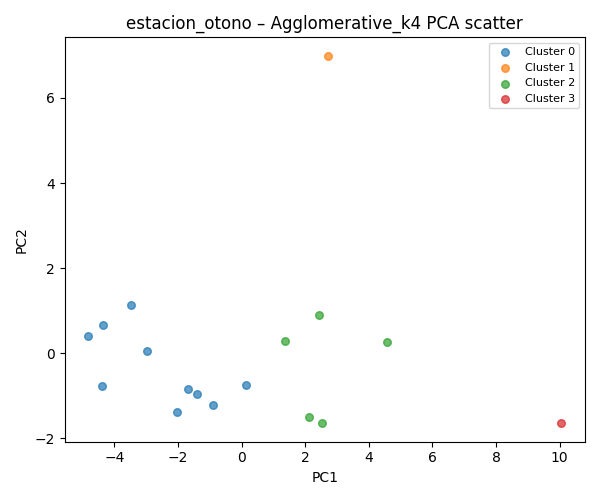 estacion_otono – Agglomerative_k4 PCA scatter
Cluster 0
Cluster 1
Cluster 2
Cluster 3
PC2
6
4
2
0
−2
−4 −2 0 2 4 6 8 10
PC1